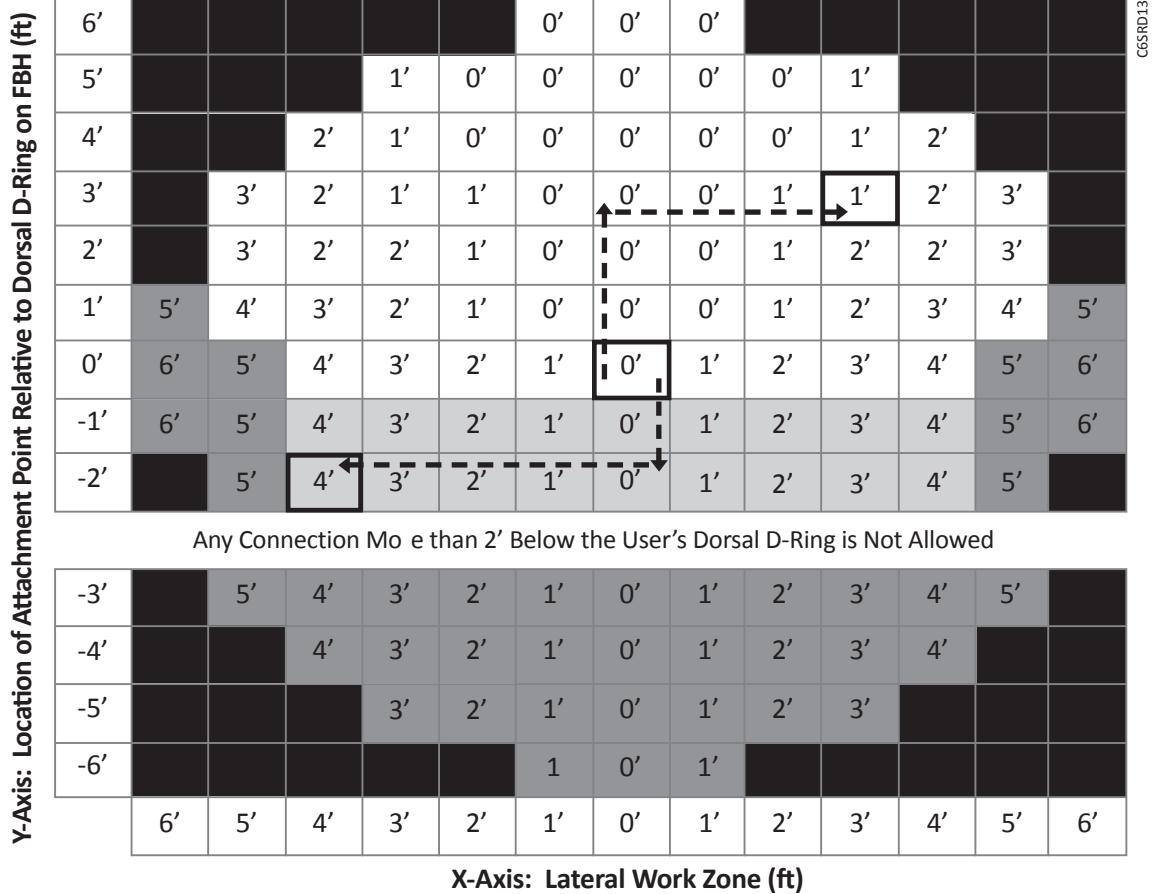 C6SRD13
Y-Axis: Location of Attachment Point Relative to Dorsal D-Ring on FBH (ft)
6’ 0’ 0’ 0’
5’ 1’ 0’ 0’ 0’ 0’ 0’ 1’
4’ 2’ 1’ 0’ 0’ 0’ 0’ 0’ 1’ 2’
3’ 3’ 2’ 1’ 1’ 0’ 0’ 0’ 1’ 1’ 2’ 3’
2’ 3’ 2’ 2’ 1’ 0’ 0’ 0’ 1’ 2’ 2’ 3’
1’ 5’ 4’ 3’ 2’ 1’ 0’ 0’ 0’ 1’ 2’ 3’ 4’ 5’
0’ 6’ 5’ 4’ 3’ 2’ 1’ 0’ 1’ 2’ 3’ 4’ 5’ 6’
-1’ 6’ 5’ 4’ 3’ 2’ 1’ 0’ 1’ 2’ 3’ 4’ 5’ 6’
-2’ 5’ 4’ 3’ 2’ 1’ 0’ 1’ 2’ 3’ 4’ 5’
Any Connection Mo e than 2’ Below the User’s Dorsal D-Ring is Not Allowed
-3’ 5’ 4’ 3’ 2’ 1’ 0’ 1’ 2’ 3’ 4’ 5’
-4’ 4’ 3’ 2’ 1’ 0’ 1’ 2’ 3’ 4’
-5’ 3’ 2’ 1’ 0’ 1’ 2’ 3’
-6’ 1 0’ 1’
6’ 5’ 4’ 3’ 2’ 1’ 0’ 1’ 2’ 3’ 4’ 5’ 6’
X-Axis: Lateral Work Zone (ft)